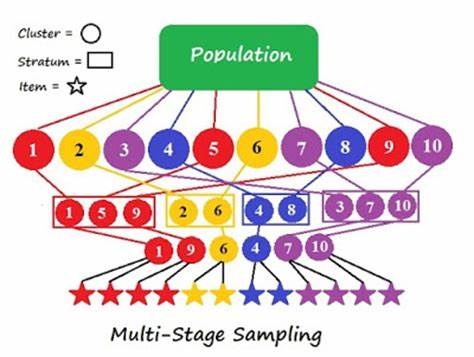 Cluster =
Stratum =
Item =
Population
1 2 3 4 5 6 7 8 9 10
1 5 9 2 6 4 8 3 7 10
1 9 6 4 7 10
Multi-Stage Sampling